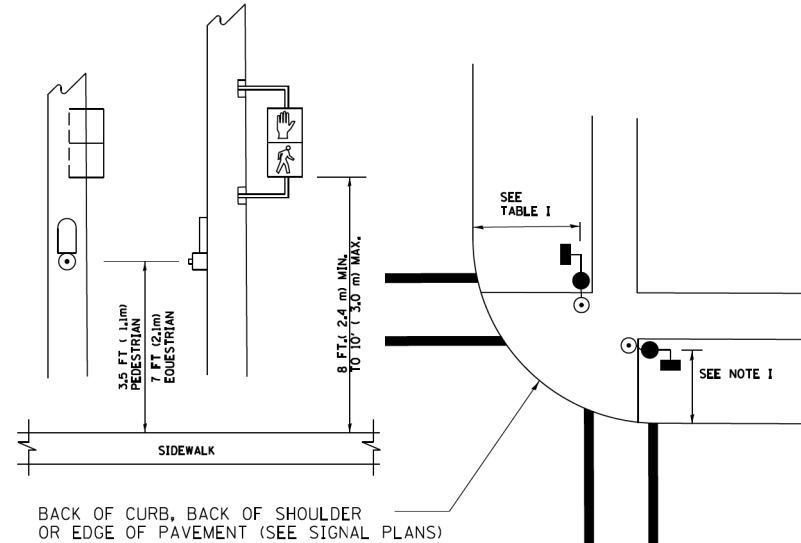 SEE
TABLE I
3.5 FT ( 1.1m)
PEDESTRIAN
7 FT (2.1m)
EQUESTRIAN
8 FT.( 2.4 m) MIN.
TO 10' ( 3.0 m) MAX.
SEE NOTE I
SIDEWALK
BACK OF CURB, BACK OF SHOULDER
OR EDGE OF PAVEMENT (SEE SIGNAL PLANS)